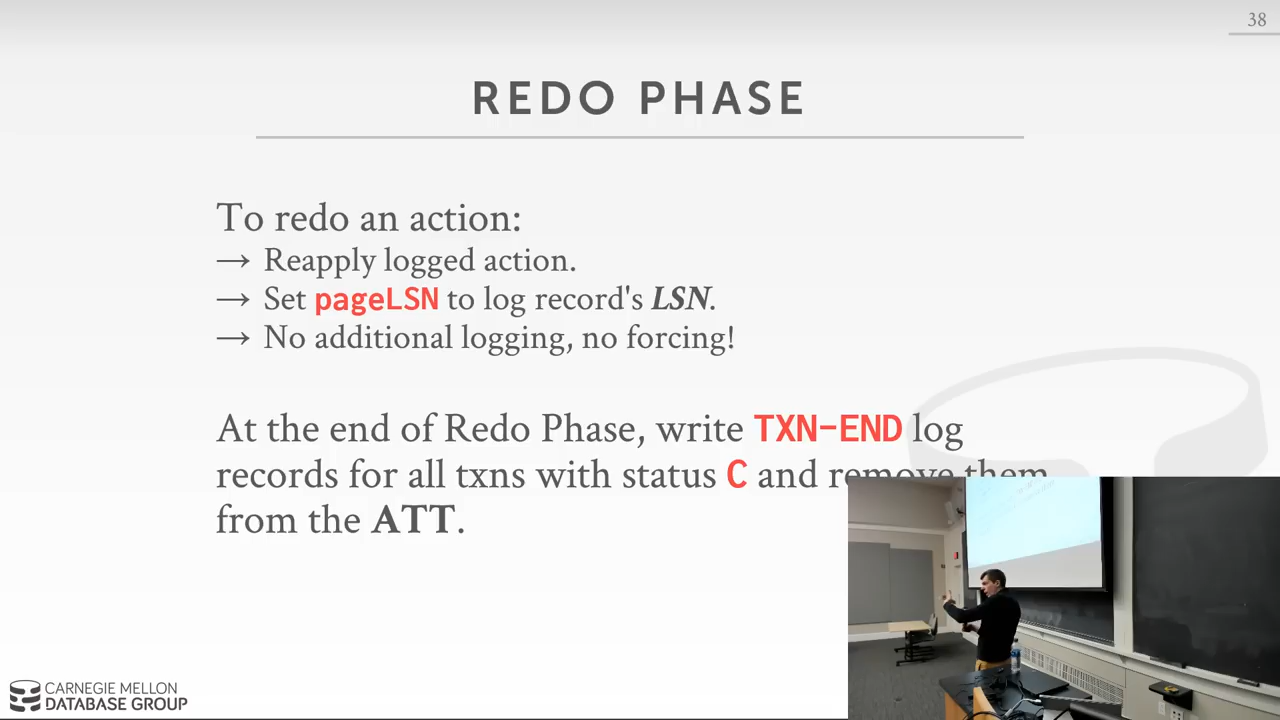 38
REDO PHASE
To redo an action:
→ Reapply logged action.
→ Set pageLSN to log record's LSN.
→ No additional logging, no forcing!
At the end of Redo Phase, write TXN-END log
records for all txns with status C and remove them
from the ATT.
CARNEGIE MELLON
DATABASE GROUP